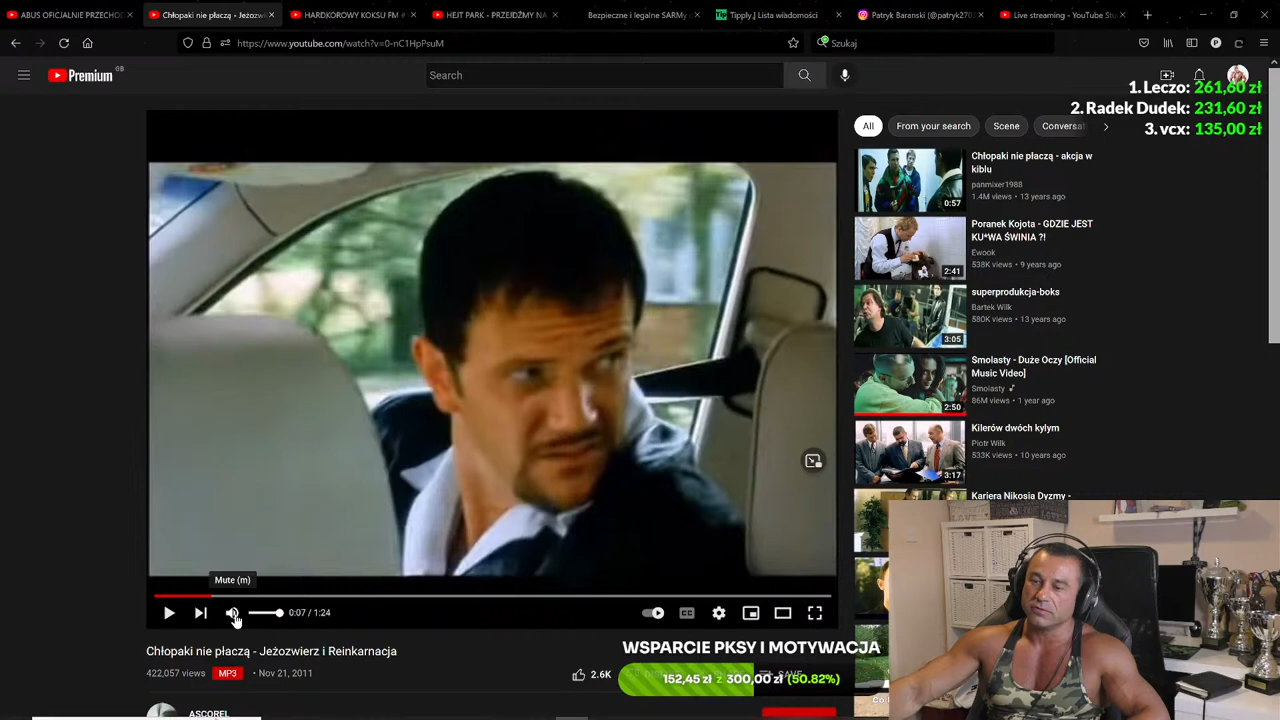 ABUS OFICJALNIE PRZECHOD
Chłopaki nie płaczą - Jeżozwi
HARDKOROWY KOKSU FM #
HEJT PARK - PRZEJDŹMY NA
Bezpieczne i legalne SARMy
Tipply.| Lista wiadomości
Patryk Baranski (@patryk270
Live streaming - YouTube Stu
https://www.youtube.com/watch?v=0-nC1HpPsuM
Szukaj
Premium GB
Search
1. Leczo: 261,60 zł
2. Radek Dudek: 231,60 zł
3. vcx: 135,00 zł
All
From your search
Scene
Conversat
Chłopaki nie płaczą - akcja w
kiblu
panmixer1988
1.4M views • 13 years ago
0:57
Poranek Kojota - GDZIE JEST
KU*WA ŚWINIA ?!
Ewook
538K views • 9 years ago
2:41
superprodukcja-boks
Bartek Wilk
580K views • 13 years ago
3:05
Smolasty - Duże Oczy [Official
Music Video]
Smolasty
86M views • 1 year ago
2:50
Kilerów dwóch kylym
Piotr Wilk
533K views • 10 years ago
3:17
Kariera Nikosia Dyzmy -
Mute (m)
0:07 / 1:24
CC
Chłopaki nie płaczą - Jeżozwierz i Reinkarnacja
422,057 views
MP3
• Nov 21, 2011
2.6K
WSPARCIE PKSY I MOTYWACJA
152,45 zł z 300,00 zł (50.82%)
ASCOREL